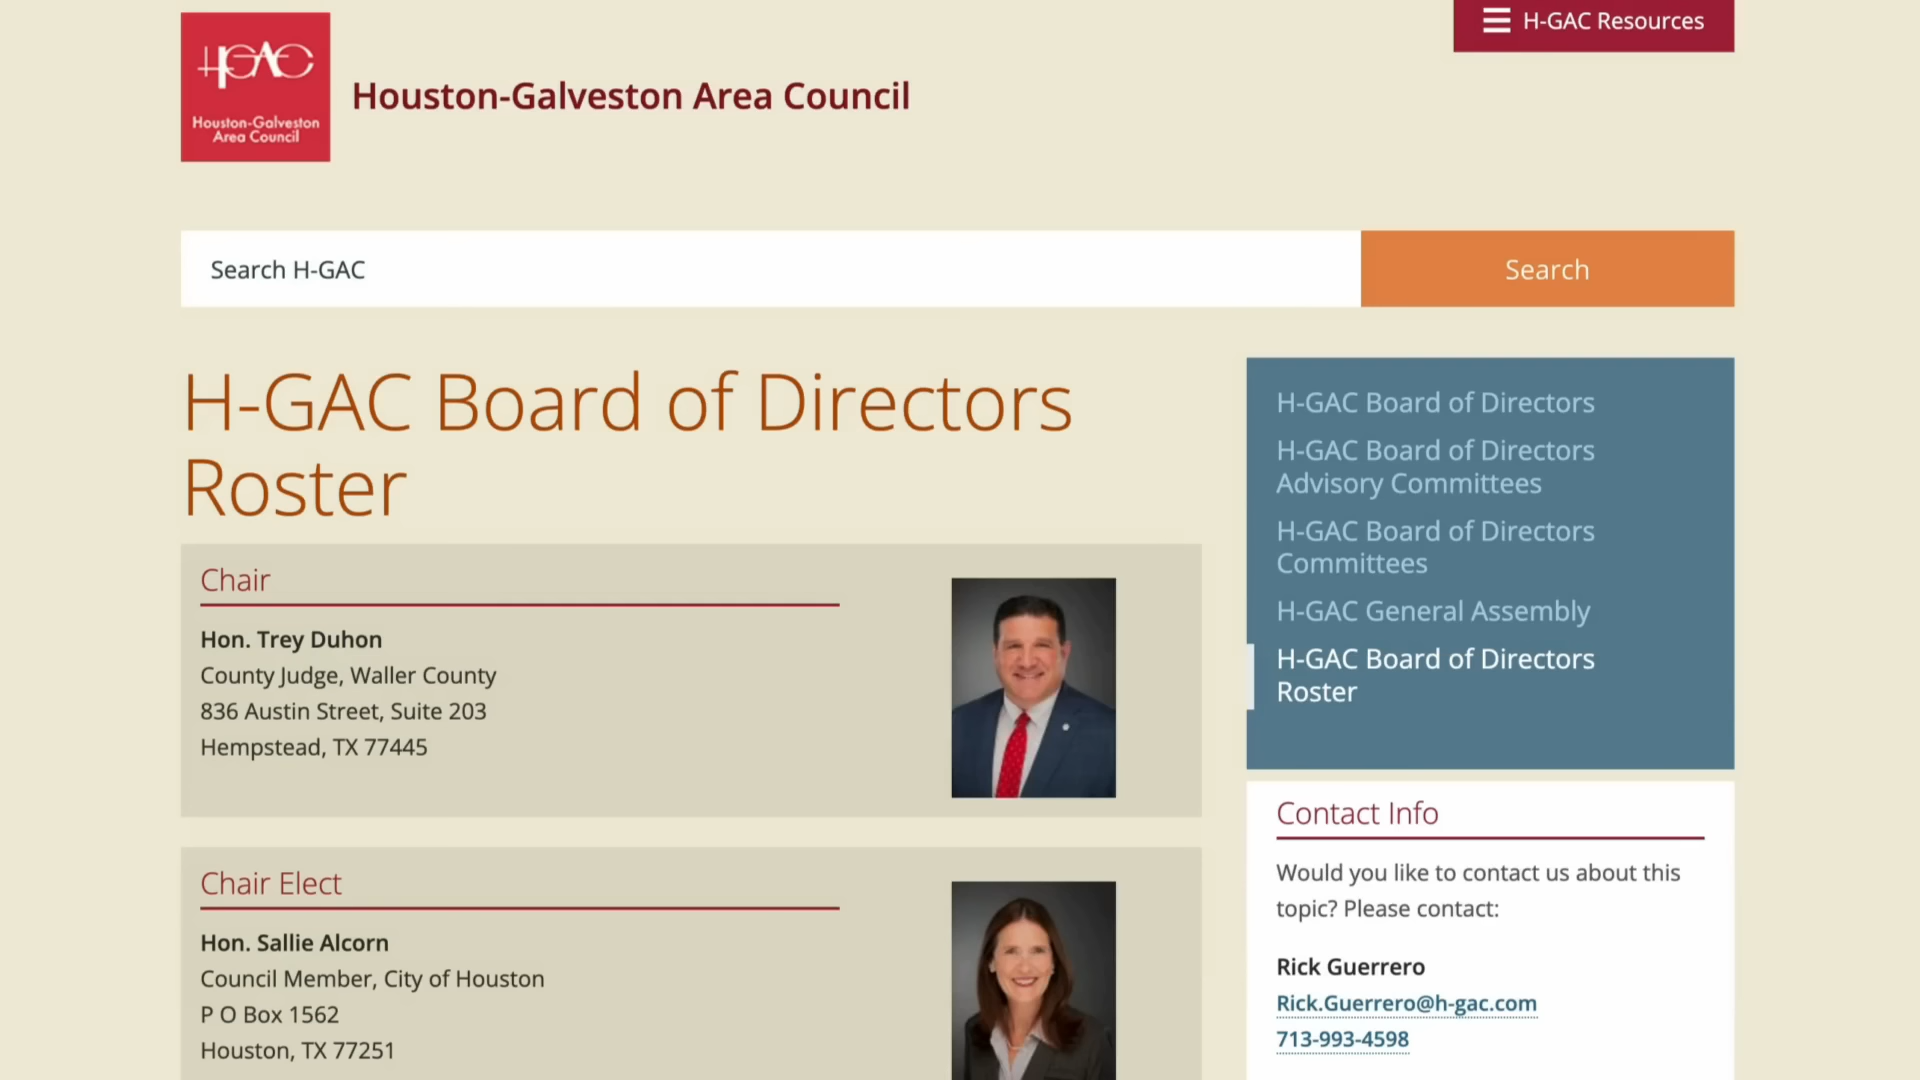 H-GAC Resources
HGAC
Houston-Galveston
Area Council
Houston-Galveston Area Council
Search H-GAC
Search
H-GAC Board of Directors
Roster
Chair
Hon. Trey Duhon
County Judge, Waller County
836 Austin Street, Suite 203
Hempstead, TX 77445
Chair Elect
Hon. Sallie Alcorn
Council Member, City of Houston
P O Box 1562
Houston, TX 77251
H-GAC Board of Directors
H-GAC Board of Directors
Advisory Committees
H-GAC Board of Directors
Committees
H-GAC General Assembly
H-GAC Board of Directors
Roster
Contact Info
Would you like to contact us about this
topic? Please contact:
Rick Guerrero
Rick.Guerrero@h-gac.com
713-993-4598